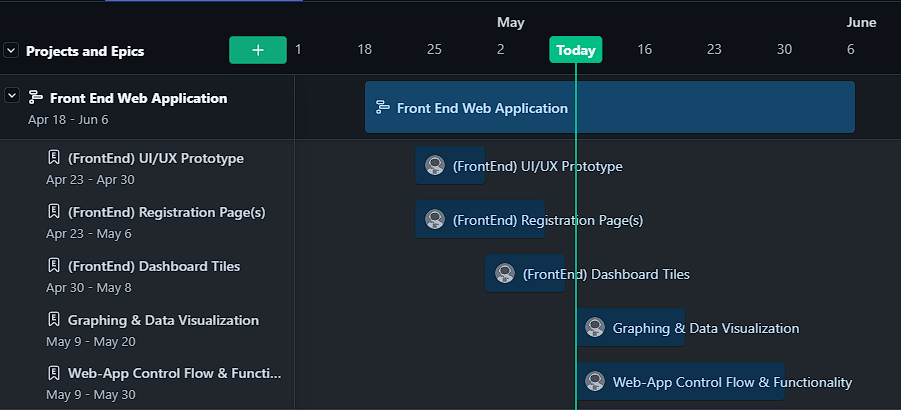 May June
Projects and Epics + 1 18 25 2 Today 16 23 30 6
Front End Web Application
Apr 18 - Jun 6
Front End Web Application
(FrontEnd) UI/UX Prototype
Apr 23 - Apr 30
(FrontEnd) UI/UX Prototype
(FrontEnd) Registration Page(s)
Apr 23 - May 6
(FrontEnd) Registration Page(s)
(FrontEnd) Dashboard Tiles
Apr 30 - May 8
(FrontEnd) Dashboard Tiles
Graphing & Data Visualization
May 9 - May 20
Graphing & Data Visualization
Web-App Control Flow & Functi...
May 9 - May 30
Web-App Control Flow & Functionality